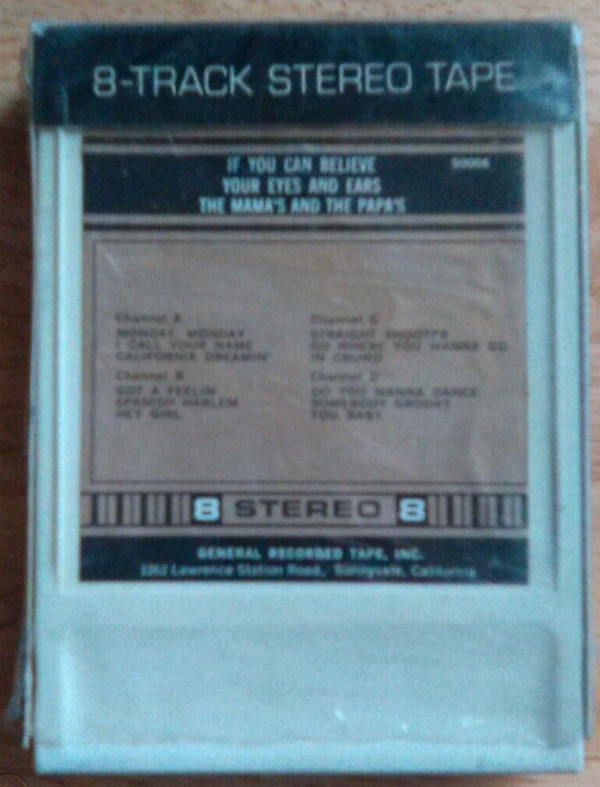 8-TRACK STEREO TAPE
IF YOU CAN BELIEVE
50006
YOUR EYES AND EARS
THE MAMA'S AND THE PAPA'S
Channel A
MONDAY, MONDAY
I CALL YOUR NAME
CALIFORNIA DREAMIN'
Channel B
GOT A FEELIN'
SPANISH HARLEM
HEY GIRL
Channel C
STRAIGHT SHOOTER
GO WHERE YOU WANNA GO
IN CROWD
Channel D
DO YOU WANNA DANCE
SOMEBODY GROOVY
YOU BABY
8 STEREO 8
GENERAL RECORDED TAPE, INC.
Lawrence Station Road, Sunnyvale, California